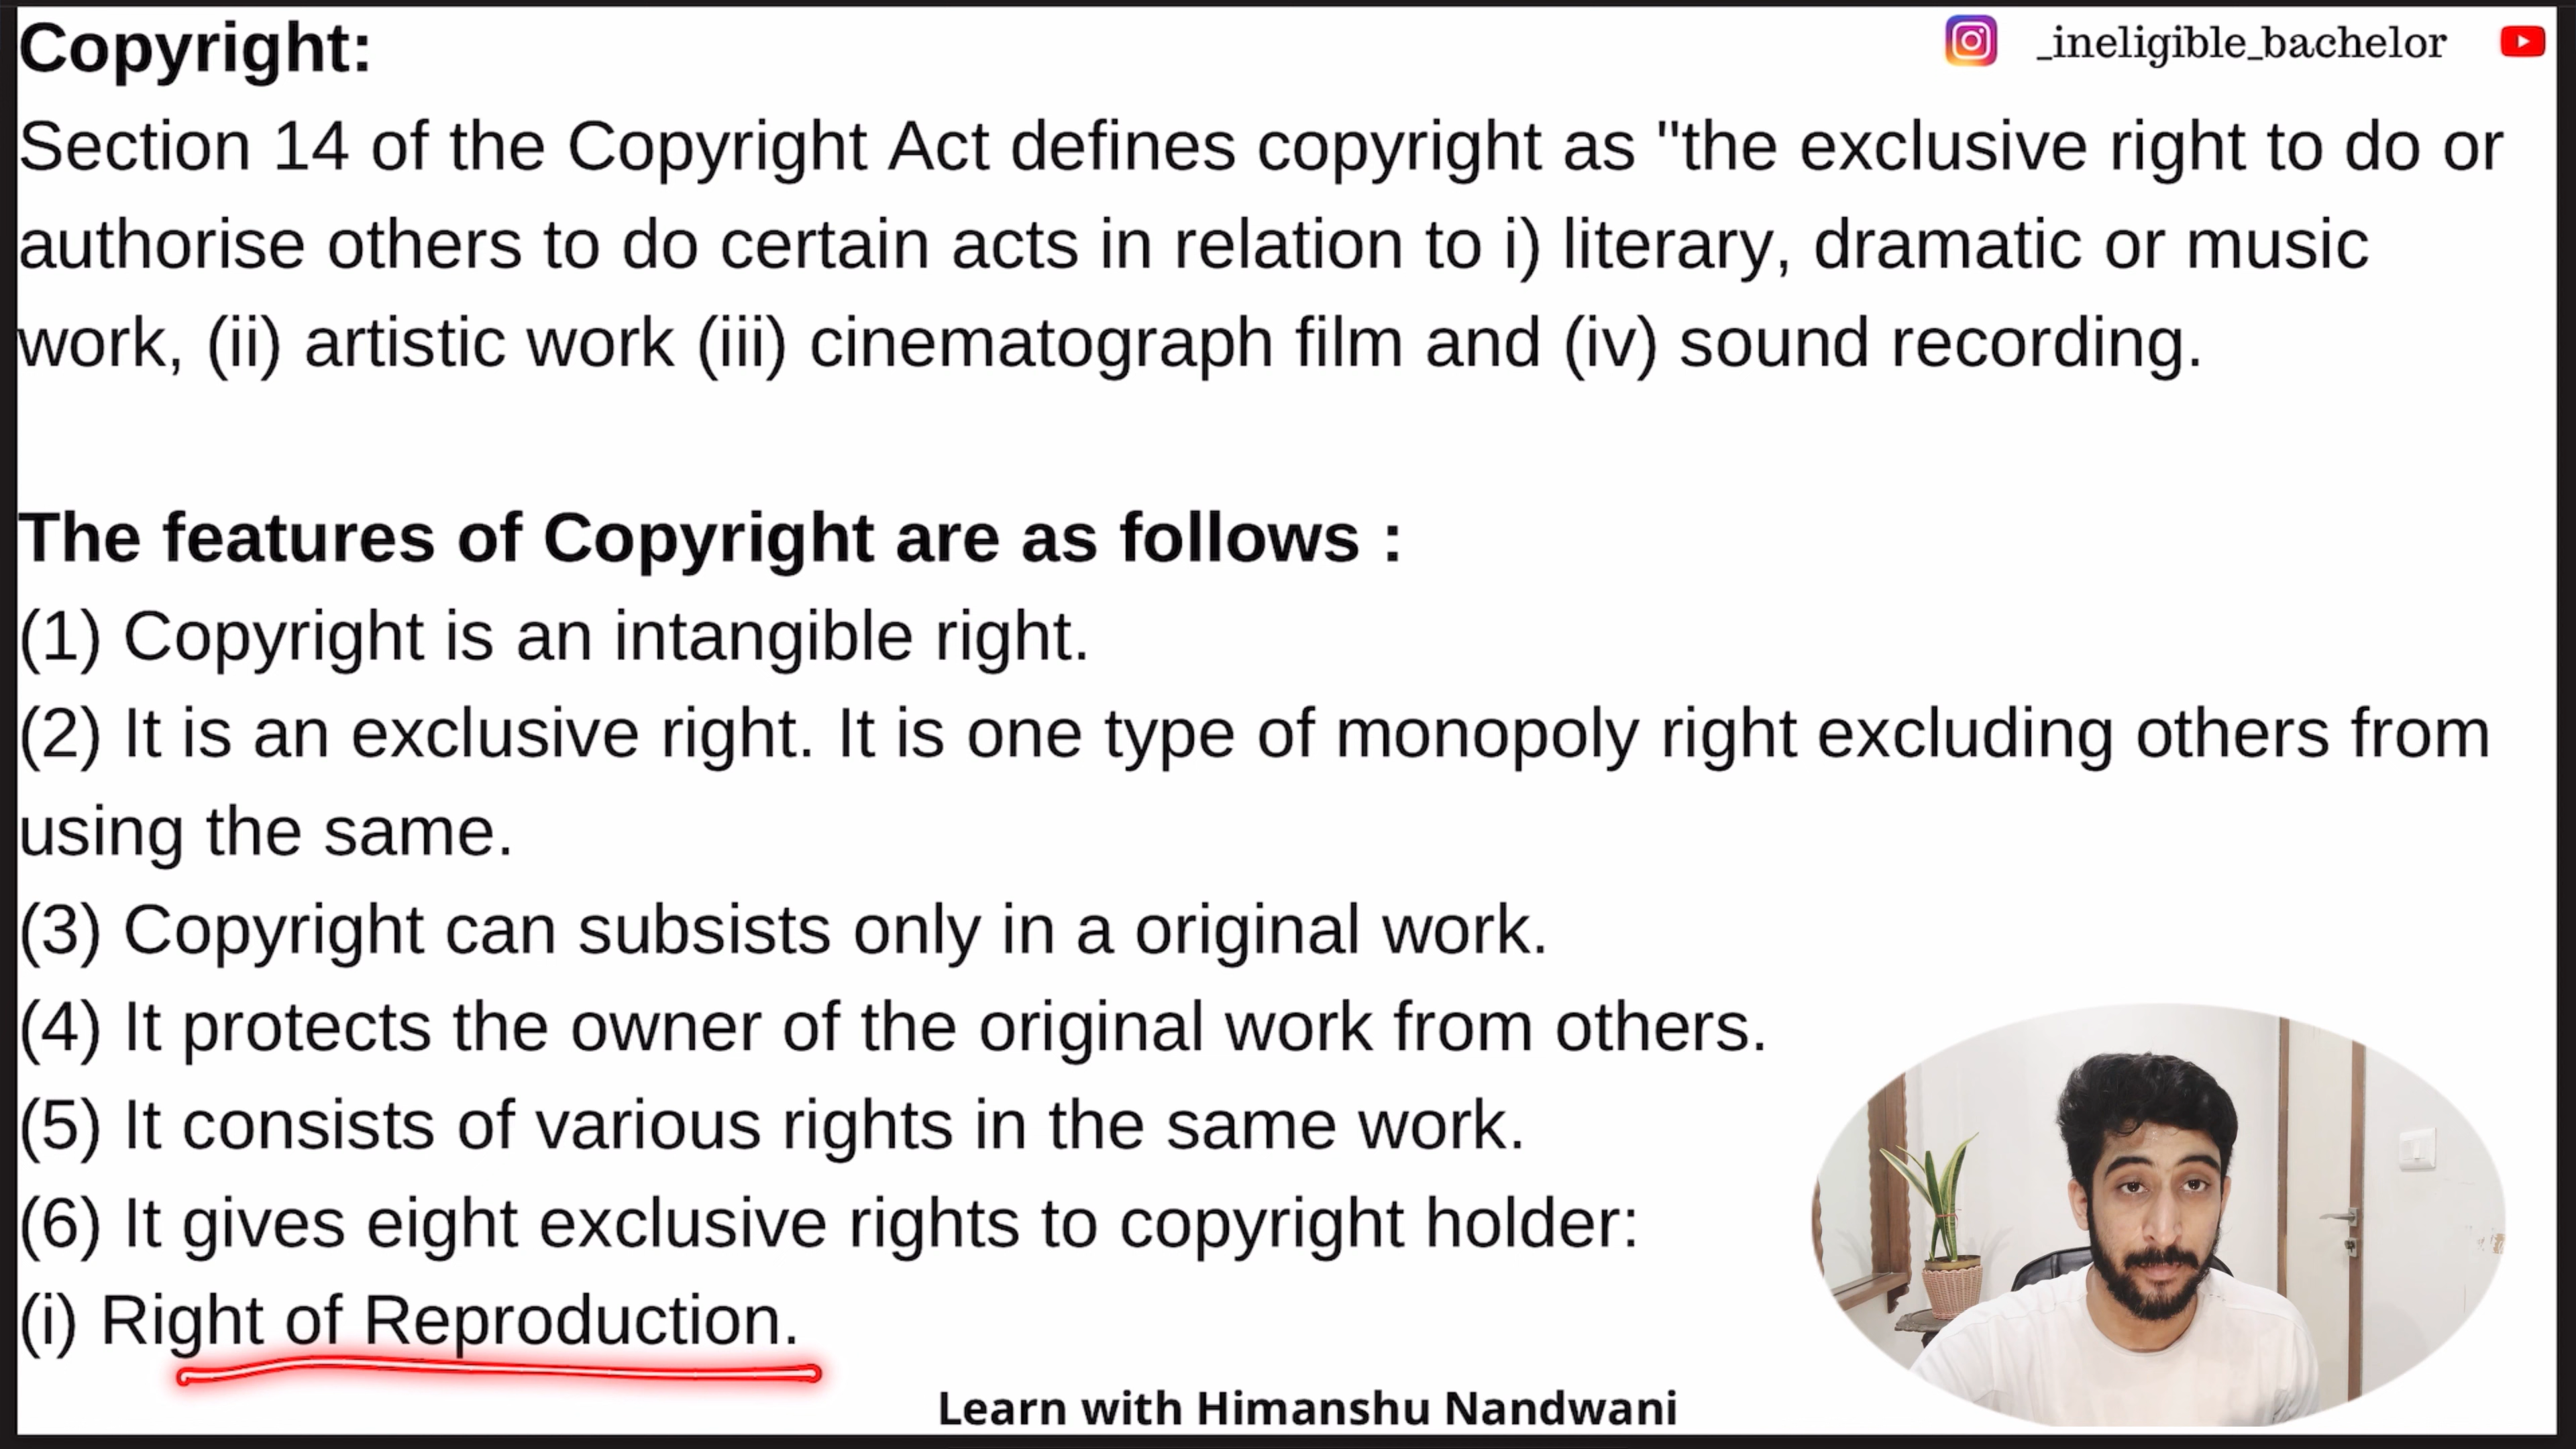 Copyright:
_ineligible_bachelor
Section 14 of the Copyright Act defines copyright as "the exclusive right to do or
authorise others to do certain acts in relation to i) literary, dramatic or music
work, (ii) artistic work (iii) cinematograph film and (iv) sound recording.
The features of Copyright are as follows :
(1) Copyright is an intangible right.
(2) It is an exclusive right. It is one type of monopoly right excluding others from
using the same.
(3) Copyright can subsists only in a original work.
(4) It protects the owner of the original work from others.
(5) It consists of various rights in the same work.
(6) It gives eight exclusive rights to copyright holder:
(i) Right of Reproduction.
Learn with Himanshu Nandwani